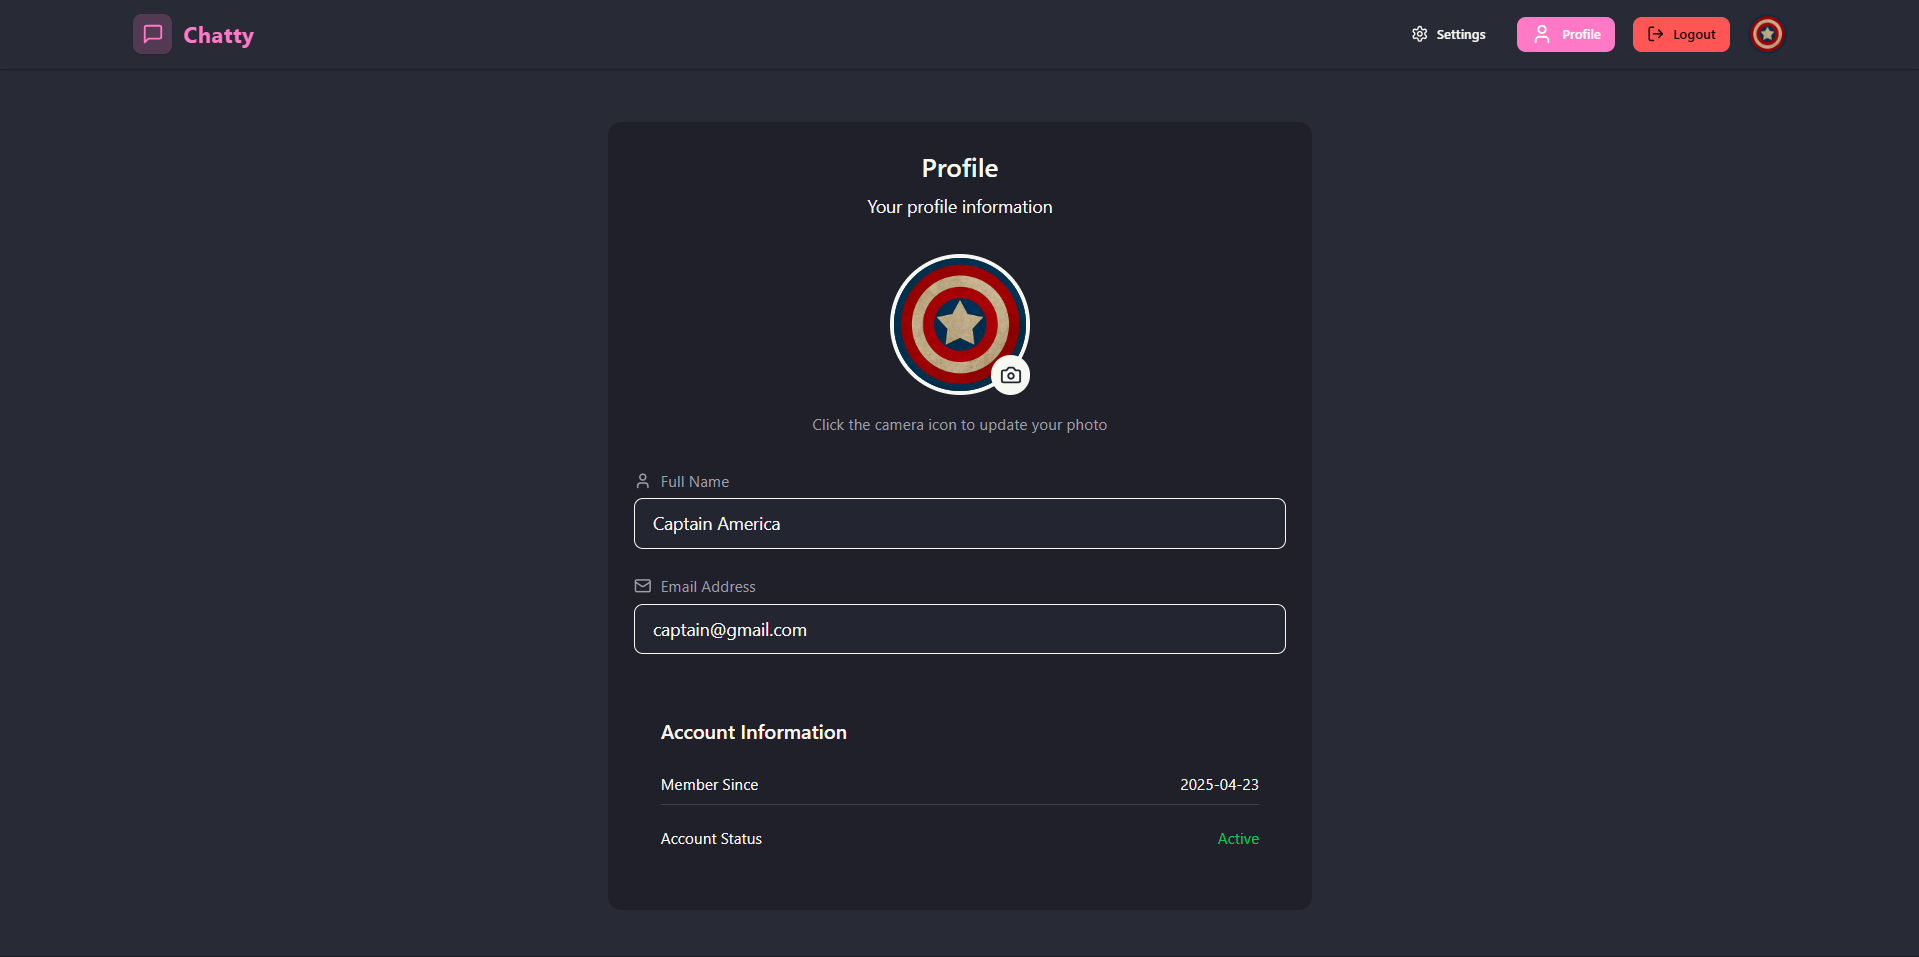 Chatty
Settings
Profile
Logout
Profile
Your profile information
Click the camera icon to update your photo
Full Name
Captain America
Email Address
captain@gmail.com
Account Information
Member Since 2025-04-23
Account Status Active